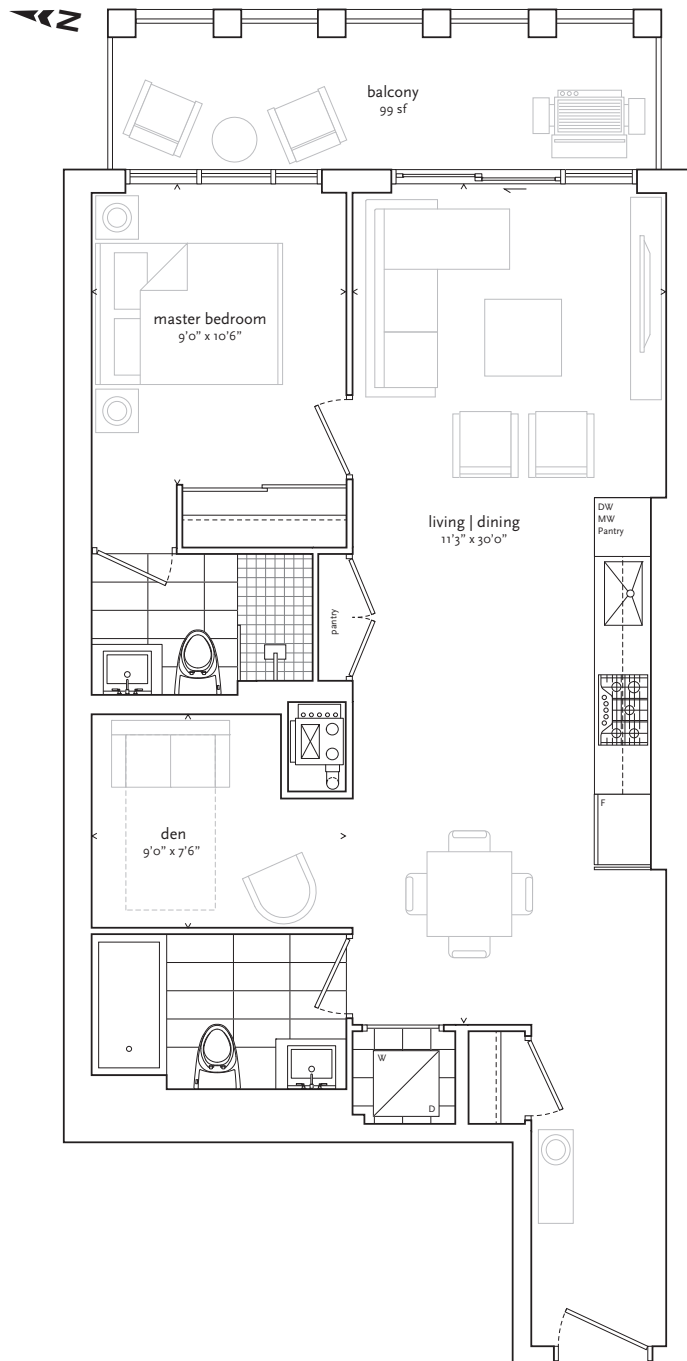 N
balcony
99 sf
master bedroom
9'0" x 10'6"
living | dining
11'3" x 30'0"
DW
MW
Pantry
pantry
F
den
9'0" x 7'6"
W
D